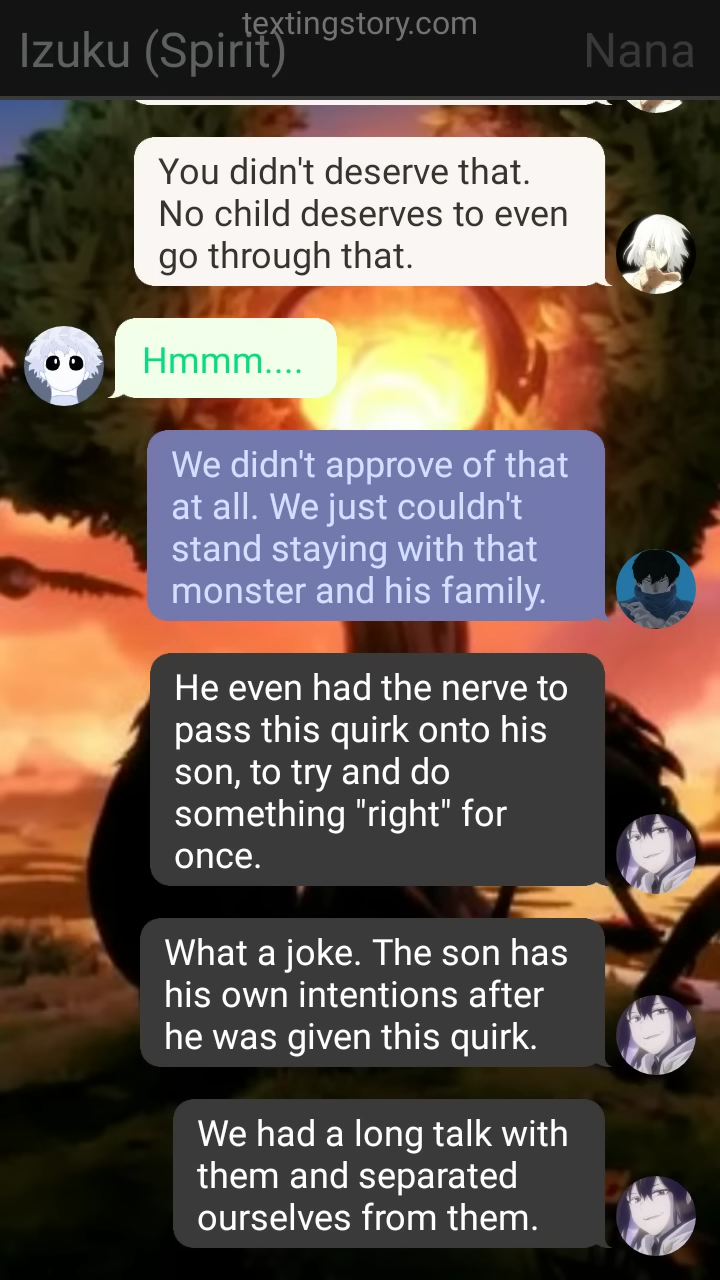 textingstory.com
Izuku (Spirit)
Nana
You didn't deserve that.
No child deserves to even
go through that.
Hmmm....
We didn't approve of that
at all. We just couldn't
stand staying with that
monster and his family.
He even had the nerve to
pass this quirk onto his
son, to try and do
something "right" for
once.
What a joke. The son has
his own intentions after
he was given this quirk.
We had a long talk with
them and separated
ourselves from them.